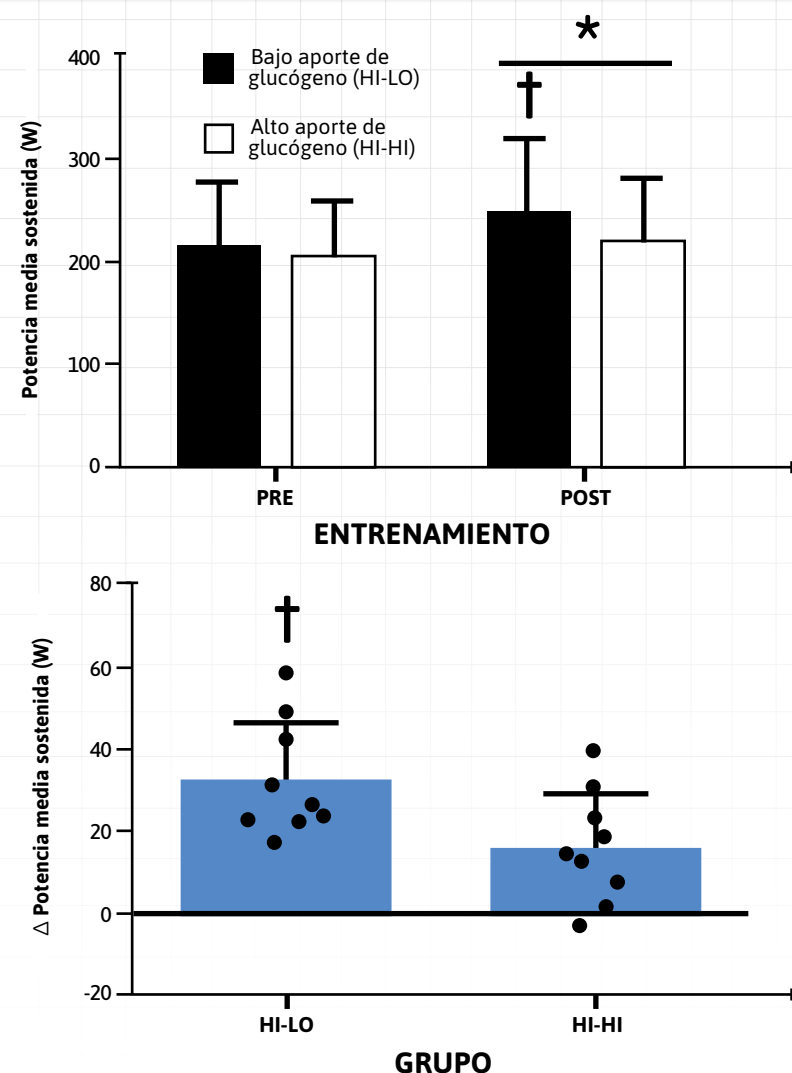 *
400
Bajo aporte de
glucógeno (HI-LO)
†
Alto aporte de
glucógeno (HI-HI)
300
200
100
0
Potencia media sostenida (W)
PRE
POST
ENTRENAMIENTO
80
†
60
40
20
0
-20
Δ Potencia media sostenida (W)
HI-LO
HI-HI
GRUPO